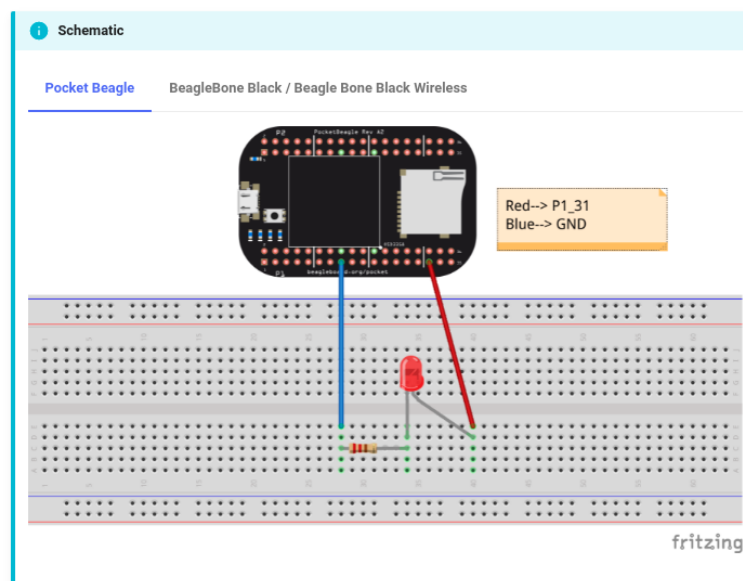 Schematic
Pocket Beagle
BeagleBone Black / Beagle Bone Black Wireless
P2
PocketBeagle Rev A2
Red--> P1_31
Blue--> GND
P1
beagleboard.org/pocket
fritzing